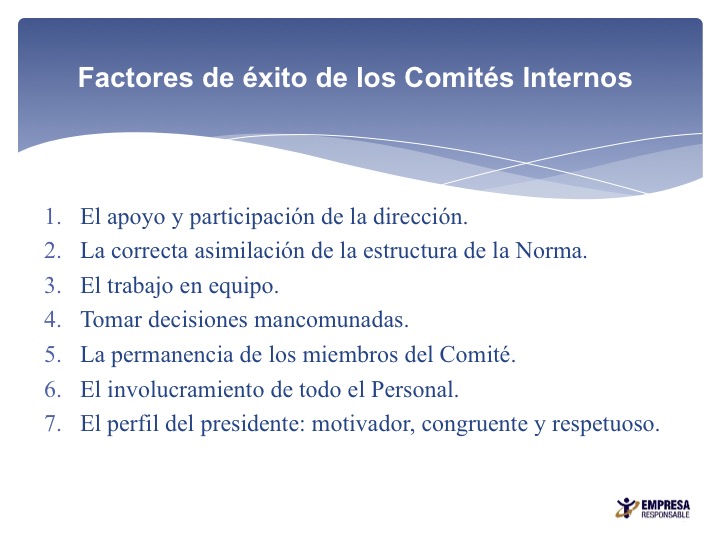 Factores de éxito de los Comités Internos
1. El apoyo y participación de la dirección.
2. La correcta asimilación de la estructura de la Norma.
3. El trabajo en equipo.
4. Tomar decisiones mancomunadas.
5. La permanencia de los miembros del Comité.
6. El involucramiento de todo el Personal.
7. El perfil del presidente: motivador, congruente y respetuoso.
EMPRESA
RESPONSABLE